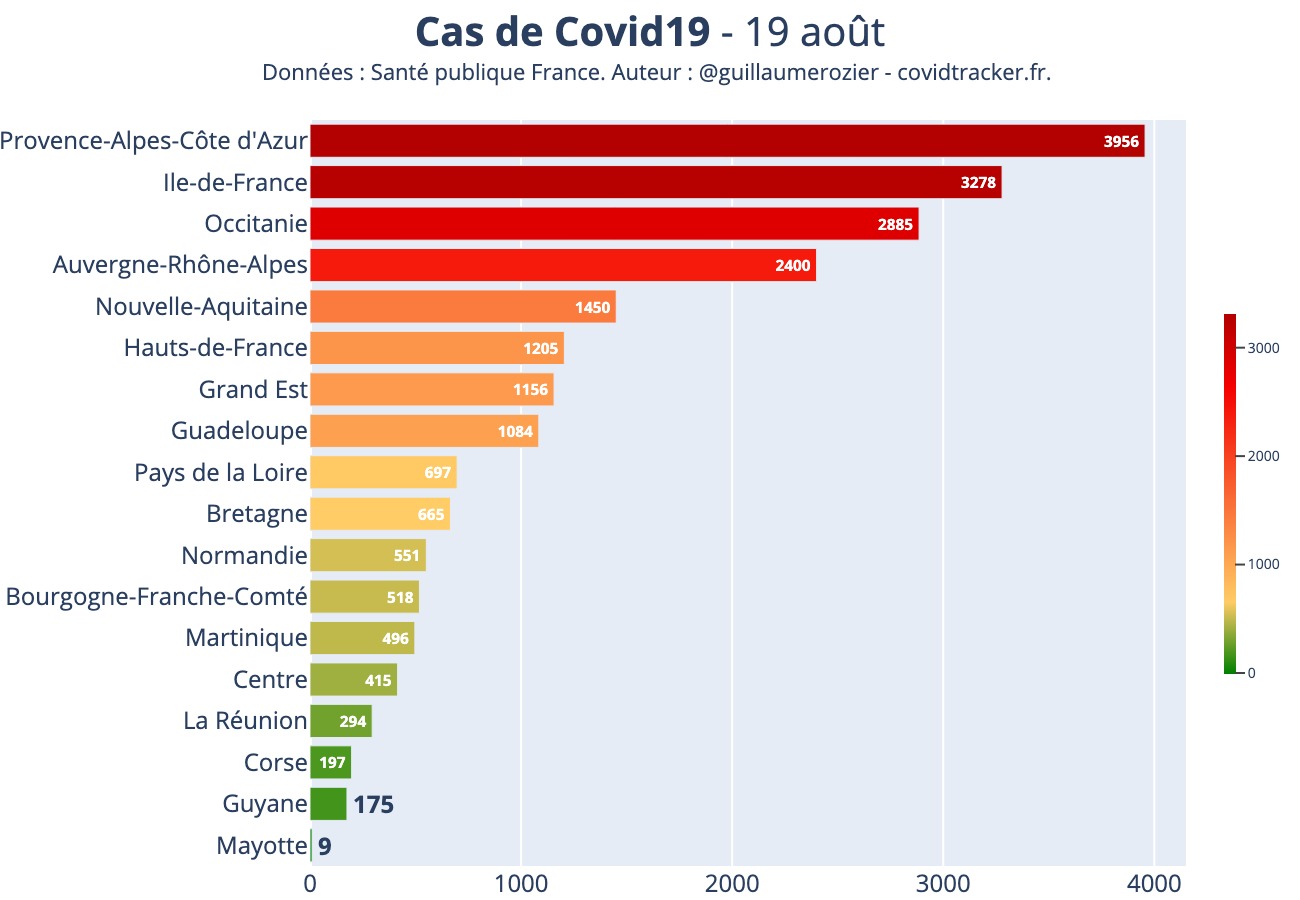 Cas de Covid19 - 19 août
Données : Santé publique France. Auteur : @guillaumerozier - covidtracker.fr.
Provence-Alpes-Côte d'Azur 3956
Ile-de-France 3278
Occitanie 2885
Auvergne-Rhône-Alpes 2400
Nouvelle-Aquitaine 1450
Hauts-de-France 1205
Grand Est 1156
Guadeloupe 1084
Pays de la Loire 697
Bretagne 665
Normandie 551
Bourgogne-Franche-Comté 518
Martinique 496
Centre 415
La Réunion 294
Corse 197
Guyane 175
Mayotte 9
0 1000 2000 3000 4000
3000
2000
1000
0